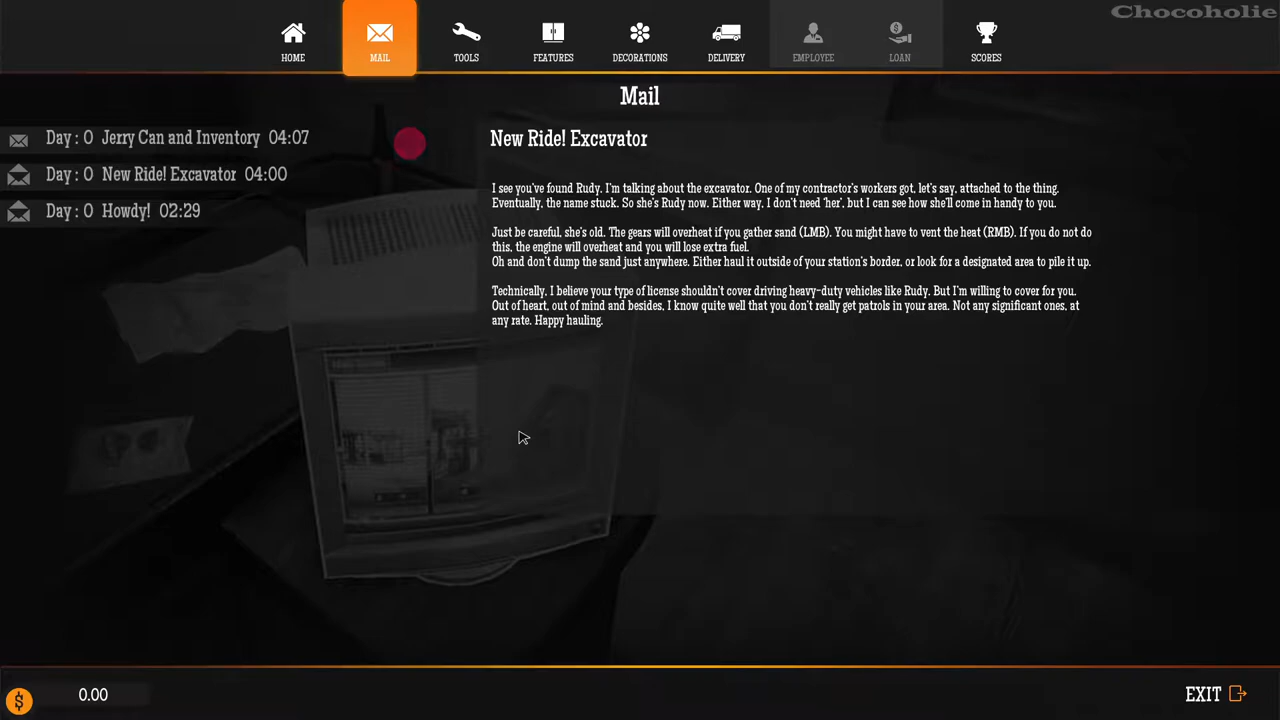 Chocoholie
HOME
MAIL
TOOLS
FEATURES
DECORATIONS
DELIVERY
EMPLOYEE
LOAN
SCORES
Mail
Day : 0 Jerry Can and Inventory 04:07
Day : 0 New Ride! Excavator 04:00
Day : 0 Howdy! 02:29
New Ride! Excavator
I see you've found Rudy. I'm talking about the excavator. One of my contractor's workers got, let's say, attached to the thing.
Eventually, the name stuck. So she's Rudy now. Either way, I don't need 'her', but I can see how she'll come in handy to you.
Just be careful, she's old. The gears will overheat if you gather sand (LMB). You might have to vent the heat (RMB). If you do not do
this, the engine will overheat and you will lose extra fuel.
Oh and don't dump the sand just anywhere. Either haul it outside of your station's border, or look for a designated area to pile it up.
Technically, I believe your type of license shouldn't cover driving heavy-duty vehicles like Rudy. But I'm willing to cover for you.
Out of heart, out of mind and besides, I know quite well that you don't really get patrols in your area. Not any significant ones, at
any rate. Happy hauling.
$ 0.00
EXIT